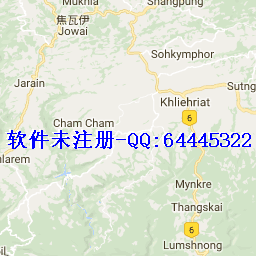 Mukhla
Shangpung
焦瓦伊
Jowai
Sohkymphor
Jarain
Sutng
Khliehriat
6
Cham Cham
软件未注册-QQ:64445322
nlarem
Mynkre
Thangskai
6
Lumshnong